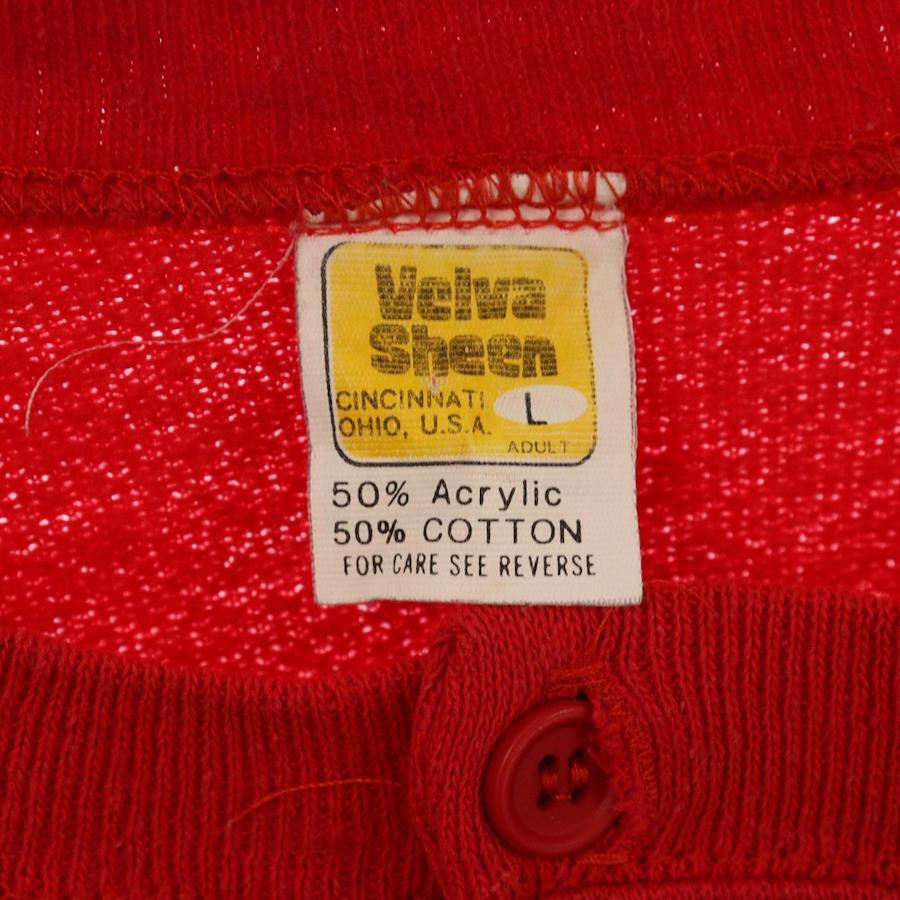 Velva
Sheen
CINCINNATI
OHIO, U.S.A.
L
ADULT
50% Acrylic
50% COTTON
FOR CARE SEE REVERSE